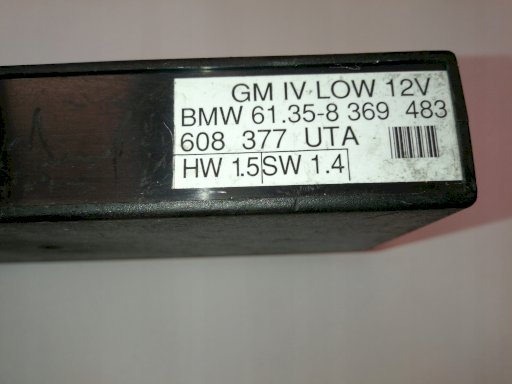 GM IV LOW 12V
BMW 61.35-8 369 483
608 377 UTA
HW 1.5 SW 1.4